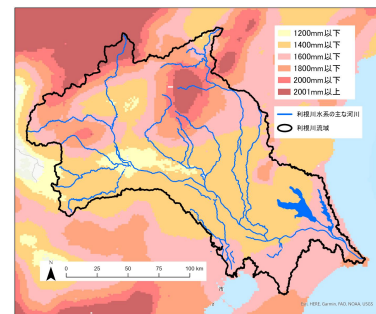 1200mm以下
1400mm以下
1600mm以下
1800mm以下
2000mm以下
2001mm以上
利根川水系の主な河川
利根川流域
N
0 25 50 100 km
HERE, Garmin, FAO, NOAA, USGS